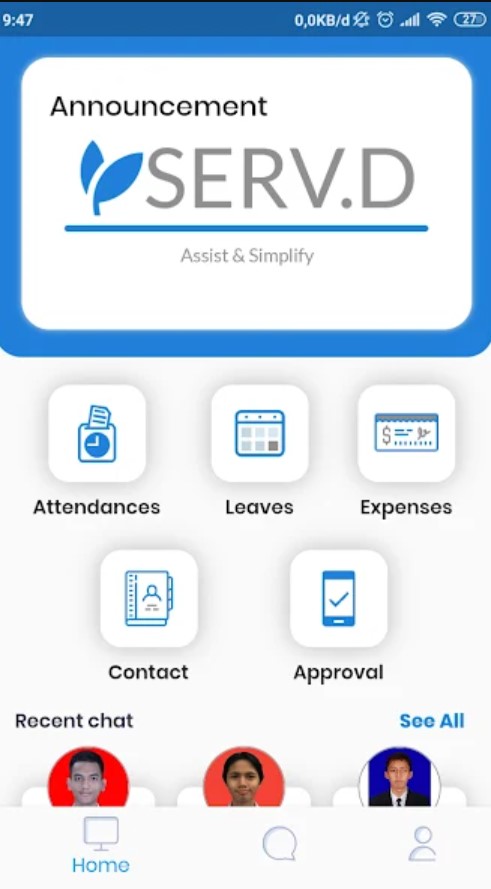 9:47 0,0KB/d 27
Announcement
SERV.D
Assist & Simplify
Attendances Leaves Expenses
$
Contact Approval
Recent chat See All
Home